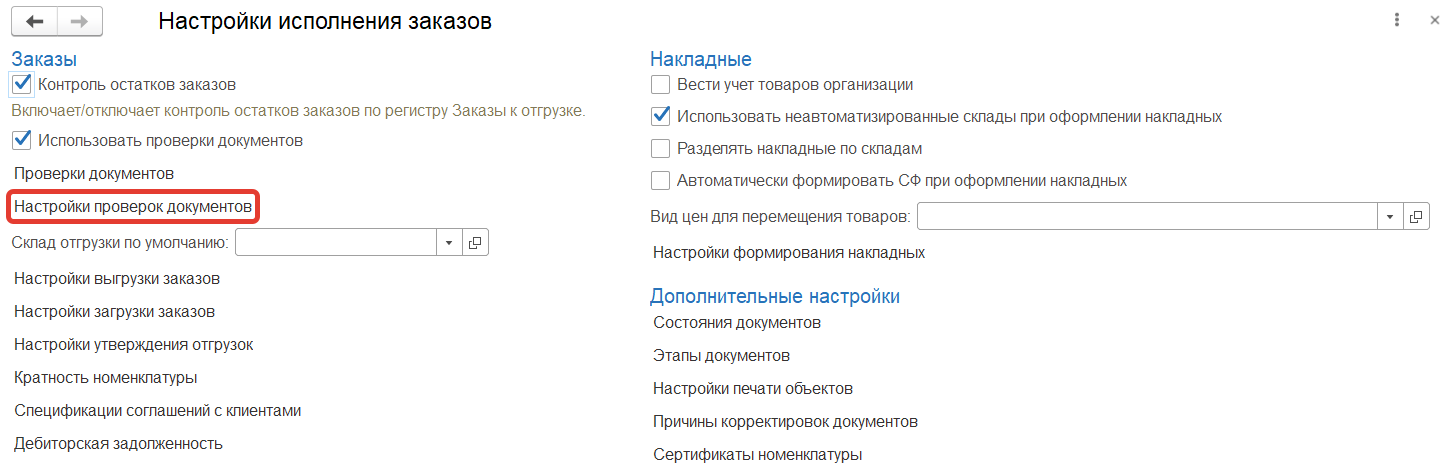 Настройки исполнения заказов
Заказы
Контроль остатков заказов
Включает/отключает контроль остатков заказов по регистру Заказы к отгрузке.
Использовать проверки документов
Проверки документов
Настройки проверок документов
Склад отгрузки по умолчанию:
Настройки выгрузки заказов
Настройки загрузки заказов
Настройки утверждения отгрузок
Кратность номенклатуры
Спецификации соглашений с клиентами
Дебиторская задолженность
Накладные
Вести учет товаров организации
Использовать неавтоматизированные склады при оформлении накладных
Разделять накладные по складам
Автоматически формировать СФ при оформлении накладных
Вид цен для перемещения товаров:
Настройки формирования накладных
Дополнительные настройки
Состояния документов
Этапы документов
Настройки печати объектов
Причины корректировок документов
Сертификаты номенклатуры